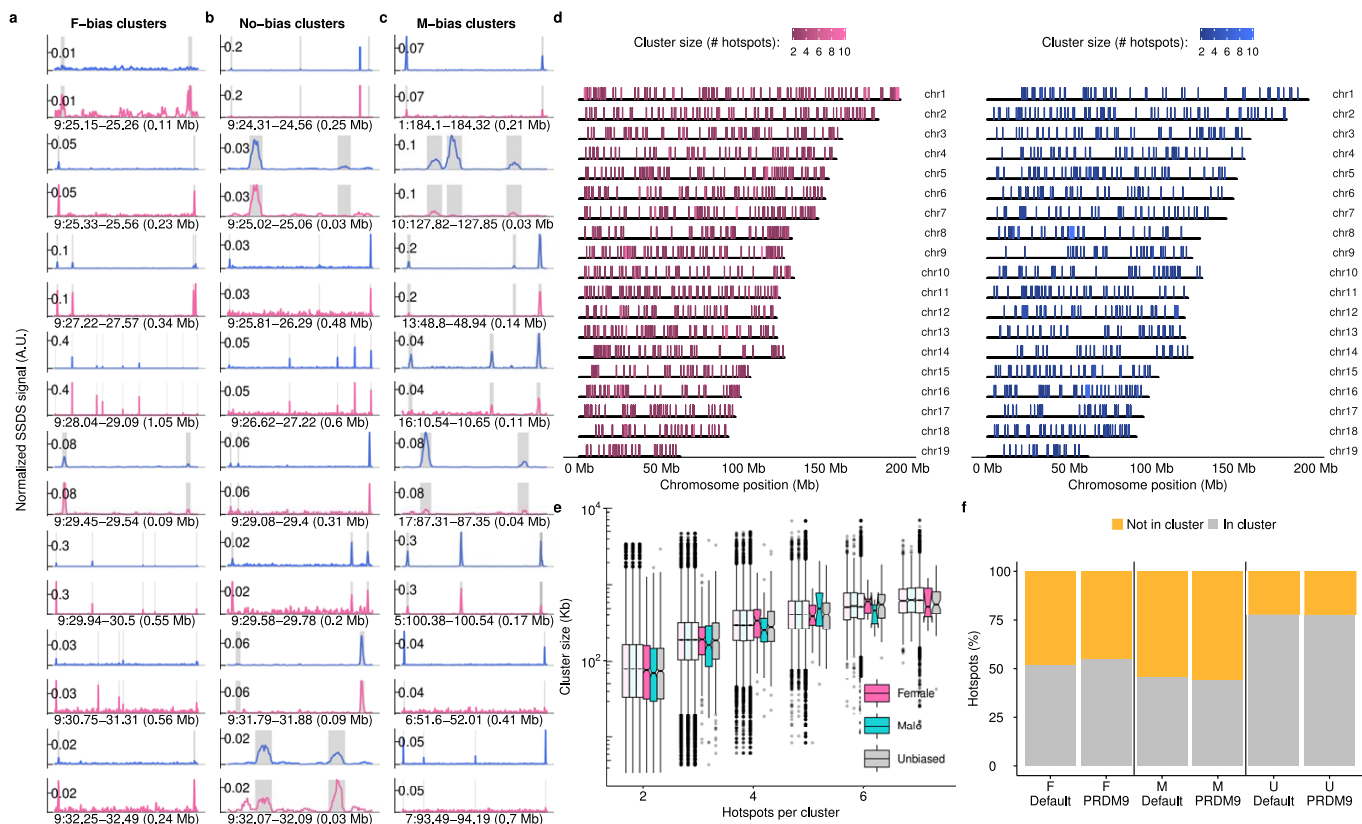 a
F−bias clusters
0.01
0.01
9:25.15−25.26 (0.11 Mb)
0.05
0.05
9:25.33−25.56 (0.23 Mb)
0.1
0.1
9:27.22−27.57 (0.34 Mb)
0.4
0.4
9:28.04−29.09 (1.05 Mb)
0.08
0.08
9:29.45−29.54 (0.09 Mb)
0.3
0.3
9:29.94−30.5 (0.55 Mb)
0.03
0.03
9:30.75−31.31 (0.56 Mb)
0.02
0.02
9:32.25−32.49 (0.24 Mb)
Normalized SSDS signal (A.U.)
b
No−bias clusters
0.2
0.2
9:24.31−24.56 (0.25 Mb)
0.03
0.03
9:25.02−25.06 (0.03 Mb)
0.03
0.03
9:25.81−26.29 (0.48 Mb)
0.05
0.05
9:26.62−27.22 (0.6 Mb)
0.06
0.06
9:29.08−29.4 (0.31 Mb)
0.02
0.02
9:29.58−29.78 (0.2 Mb)
0.06
0.06
9:31.79−31.88 (0.09 Mb)
0.02
0.02
9:32.07−32.09 (0.03 Mb)
c
M−bias clusters
0.07
0.07
1:184.1−184.32 (0.21 Mb)
0.1
0.1
10:127.82−127.85 (0.03 Mb)
0.2
0.2
13:48.8−48.94 (0.14 Mb)
0.04
0.04
16:10.54−10.65 (0.11 Mb)
0.08
0.08
17:87.31−87.35 (0.04 Mb)
0.3
0.3
5:100.38−100.54 (0.17 Mb)
0.04
0.04
6:51.6−52.01 (0.41 Mb)
0.05
0.05
7:93.49−94.19 (0.7 Mb)
d
Cluster size (# hotspots):
2 4 6 8 10
chr1
chr2
chr3
chr4
chr5
chr6
chr7
chr8
chr9
chr10
chr11
chr12
chr13
chr14
chr15
chr16
chr17
chr18
chr19
0 Mb 50 Mb 100 Mb 150 Mb 200 Mb
Chromosome position (Mb)
Cluster size (# hotspots):
2 4 6 8 10
chr1
chr2
chr3
chr4
chr5
chr6
chr7
chr8
chr9
chr10
chr11
chr12
chr13
chr14
chr15
chr16
chr17
chr18
chr19
0 Mb 50 Mb 100 Mb 150 Mb 200 Mb
Chromosome position (Mb)
e
10⁴
10²
Cluster size (Kb)
Female
Male
Unbiased
2 4 6
Hotspots per cluster
f
Not in cluster In cluster
100
75
50
25
0
Hotspots (%)
F F M M U U
Default PRDM9 Default PRDM9 Default PRDM9